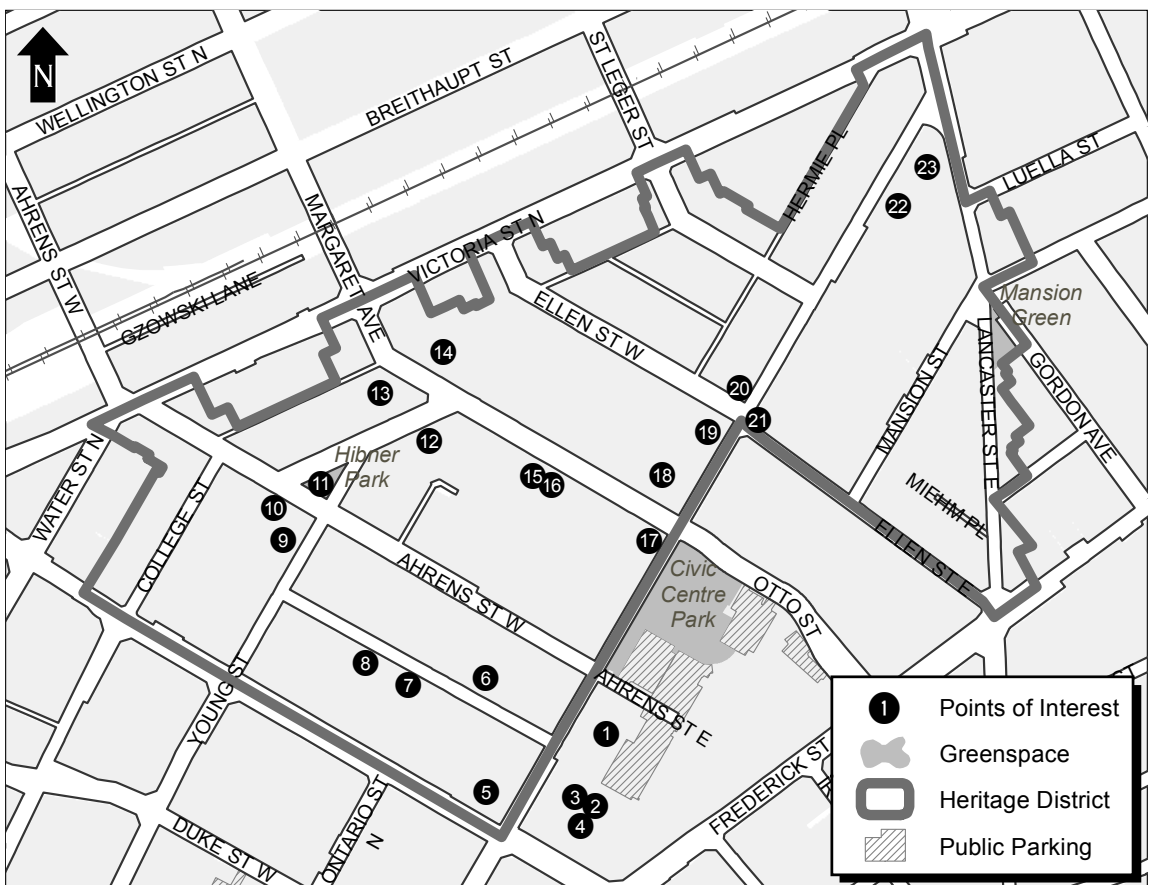 N
WELLINGTON ST N
BREITHAUPT ST
ST LEGER ST
HERMIE PL
LUELLA ST
AHRENS ST W
MARGARET AVE
VICTORIA ST N
GZOWSKI LANE
ELLEN ST W
Mansion
Green
LANCASTER ST E
GORDON AVE
MANSION ST
MIEHM PL
ELLEN ST E
Hibner
Park
WATER ST N
COLLEGE ST
AHRENS ST W
YOUNG ST
Civic
Centre
Park
OTTO ST
AHRENS ST E
FREDERICK ST
DUKE ST W
ONTARIO ST
N
23
22
14
13
20
21
19
12
15
16
18
11
10
9
17
8
7
6
1
5
3
2
4
1 Points of Interest
Greenspace
Heritage District
Public Parking